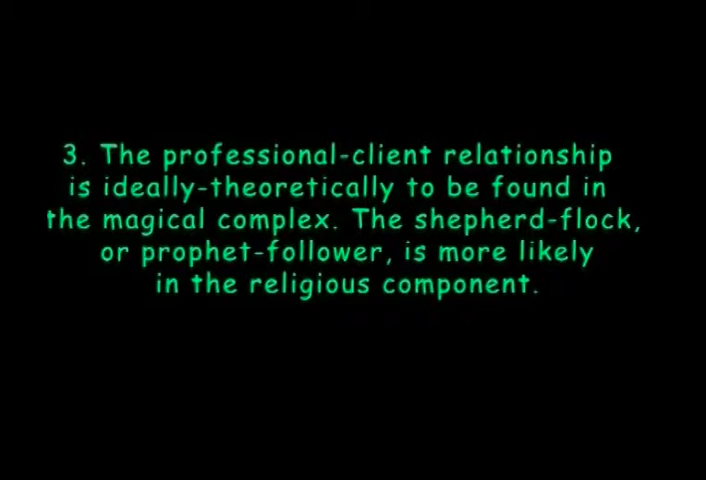 3. The professional-client relationship
is ideally-theoretically to be found in
the magical complex. The shepherd-flock,
or prophet-follower, is more likely
in the religious component.